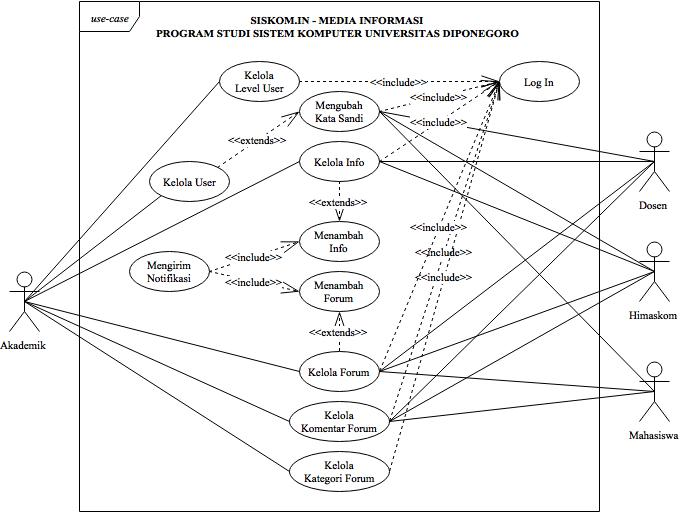 use-case
SISKOM.IN - MEDIA INFORMASI
PROGRAM STUDI SISTEM KOMPUTER UNIVERSITAS DIPONEGORO
Kelola
Level User
<<include>>
Log In
Mengubah
Kata Sandi
<<include>>
<<include>>
<<extends>>
Kelola Info
Kelola User
Dosen
<<extends>>
<<include>>
Menambah
Info
<<include>>
<<include>>
Mengirim
Notifikasi
<<include>>
<<include>>
Menambah
Forum
Himaskom
<<extends>>
Akademik
Kelola Forum
Kelola
Komentar Forum
Mahasiswa
Kelola
Kategori Forum